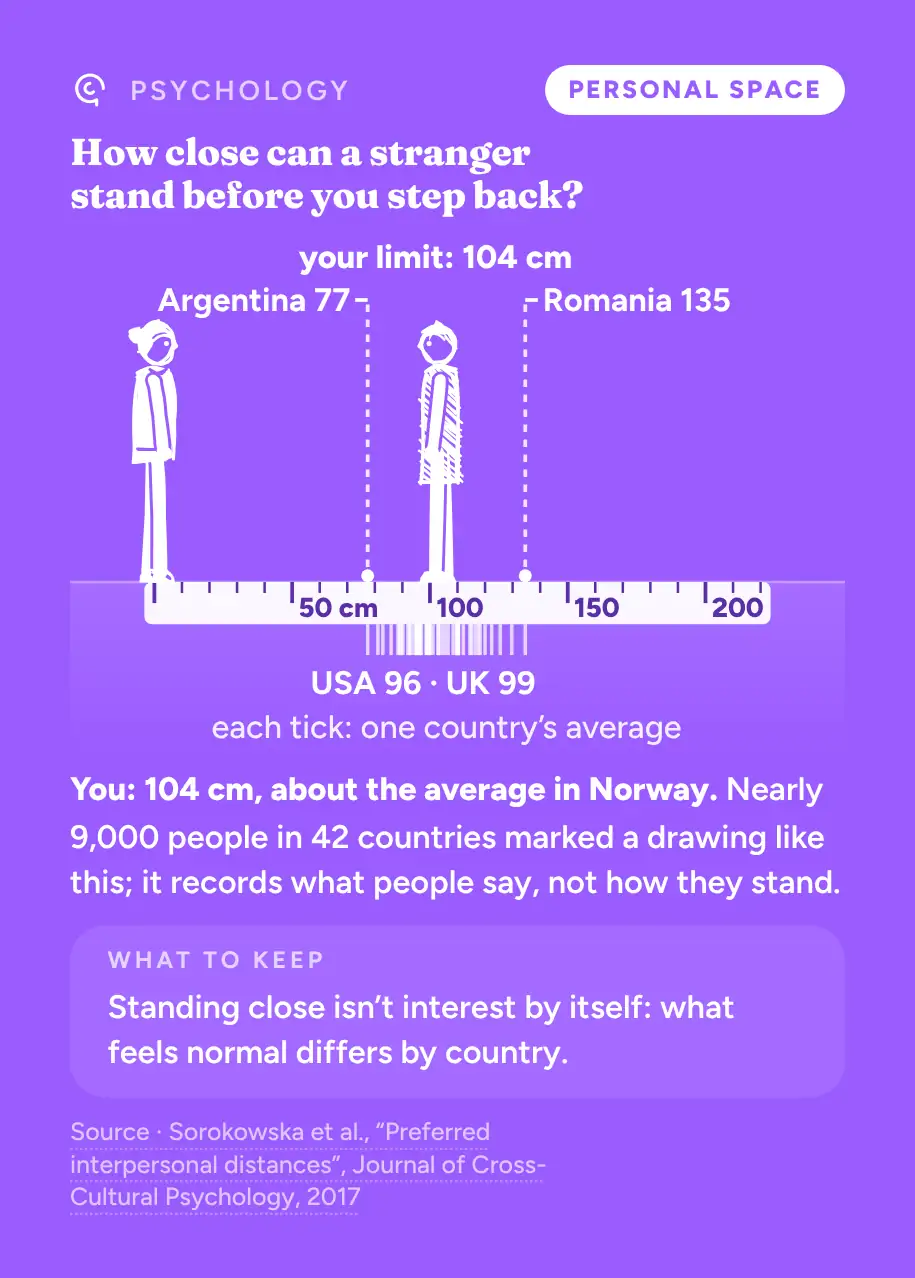 PSYCHOLOGY
PERSONAL SPACE
How close can a stranger
stand before you step back?
your limit: 104 cm
Argentina 77
Romania 135
50 cm
100
150
200
USA 96 · UK 99
each tick: one country’s average
You: 104 cm, about the average in Norway. Nearly
9,000 people in 42 countries marked a drawing like
this; it records what people say, not how they stand.
WHAT TO KEEP
Standing close isn’t interest by itself: what
feels normal differs by country.
Source · Sorokowska et al., “Preferred
interpersonal distances”, Journal of Cross-
Cultural Psychology, 2017